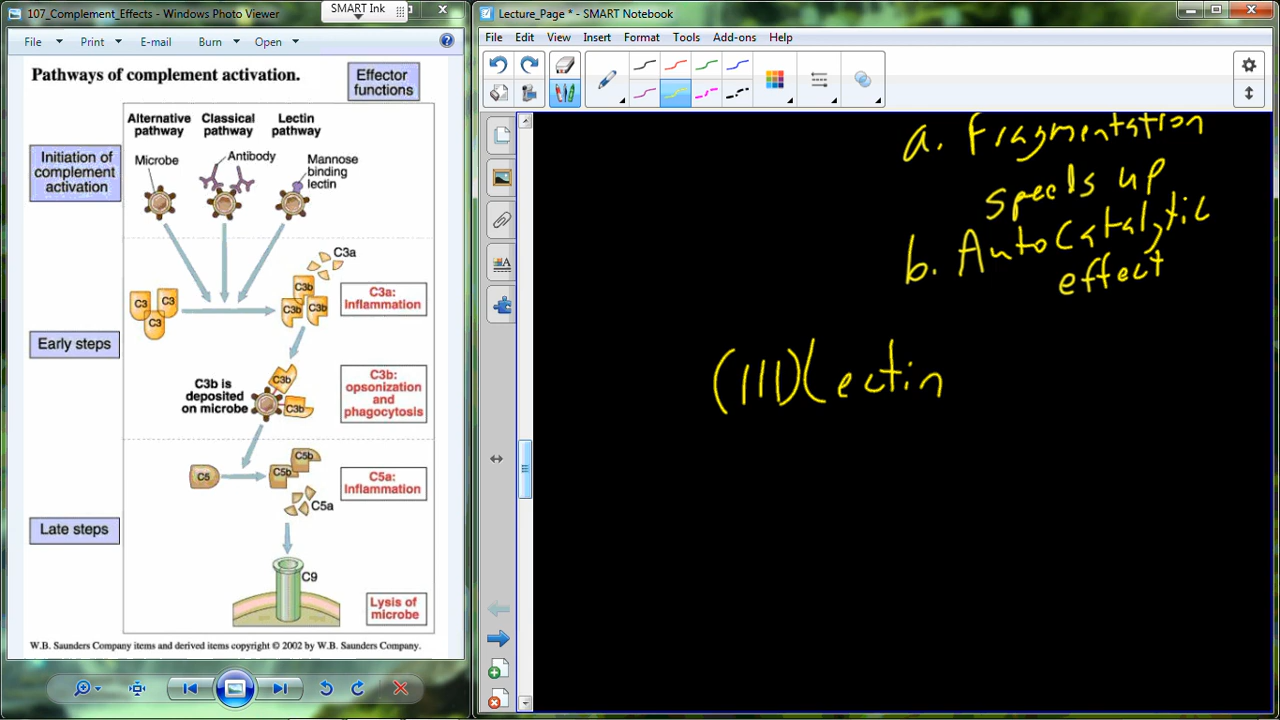 107_Complement_Effects - Windows Photo Viewer
SMART Ink
File
Print
E-mail
Burn
Open
Pathways of complement activation.
Effector
functions
Alternative
pathway
Classical
pathway
Lectin
pathway
Initiation of
complement
activation
Microbe
Antibody
Mannose
binding
lectin
C3a
C3
C3
C3
C3b
C3b
C3b
C3a:
Inflammation
Early steps
C3b is
deposited
on microbe
C3b
C3b
C3b:
opsonization
and
phagocytosis
C5
C5b
C5b
C5a
C5a:
Inflammation
Late steps
C9
Lysis of
microbe
W.B. Saunders Company items and derived items copyright © 2002 by W.B. Saunders Company.
Lecture_Page * - SMART Notebook
File Edit View Insert Format Tools Add-ons Help
a. Fragmentation
speeds up
b. AutoCatalytic
effect
(III) Lectin